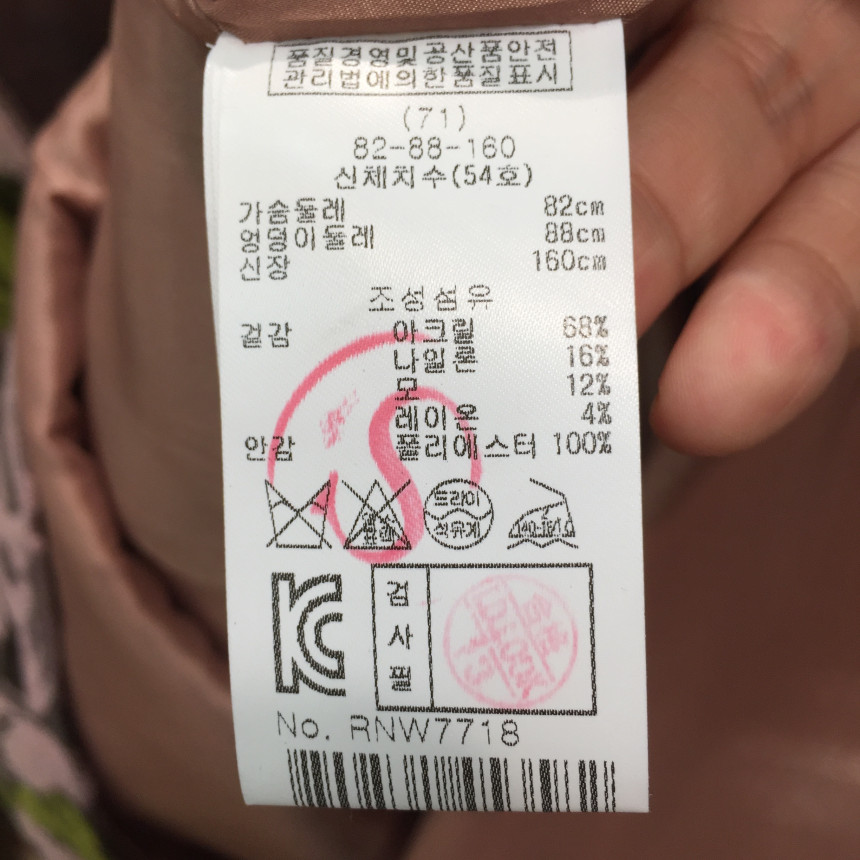 품질경영및공산품안전
관리법에의한품질표시
(71)
82-88-160
신체치수(54호)
가슴둘레 82cm
엉덩이둘레 88cm
신장 160cm
조성섬유
겉감 아크릴 68%
나일론 16%
모 12%
레이온 4%
안감 폴리에스터 100%
드라이
석유계
검
사
필
No. RNW7718